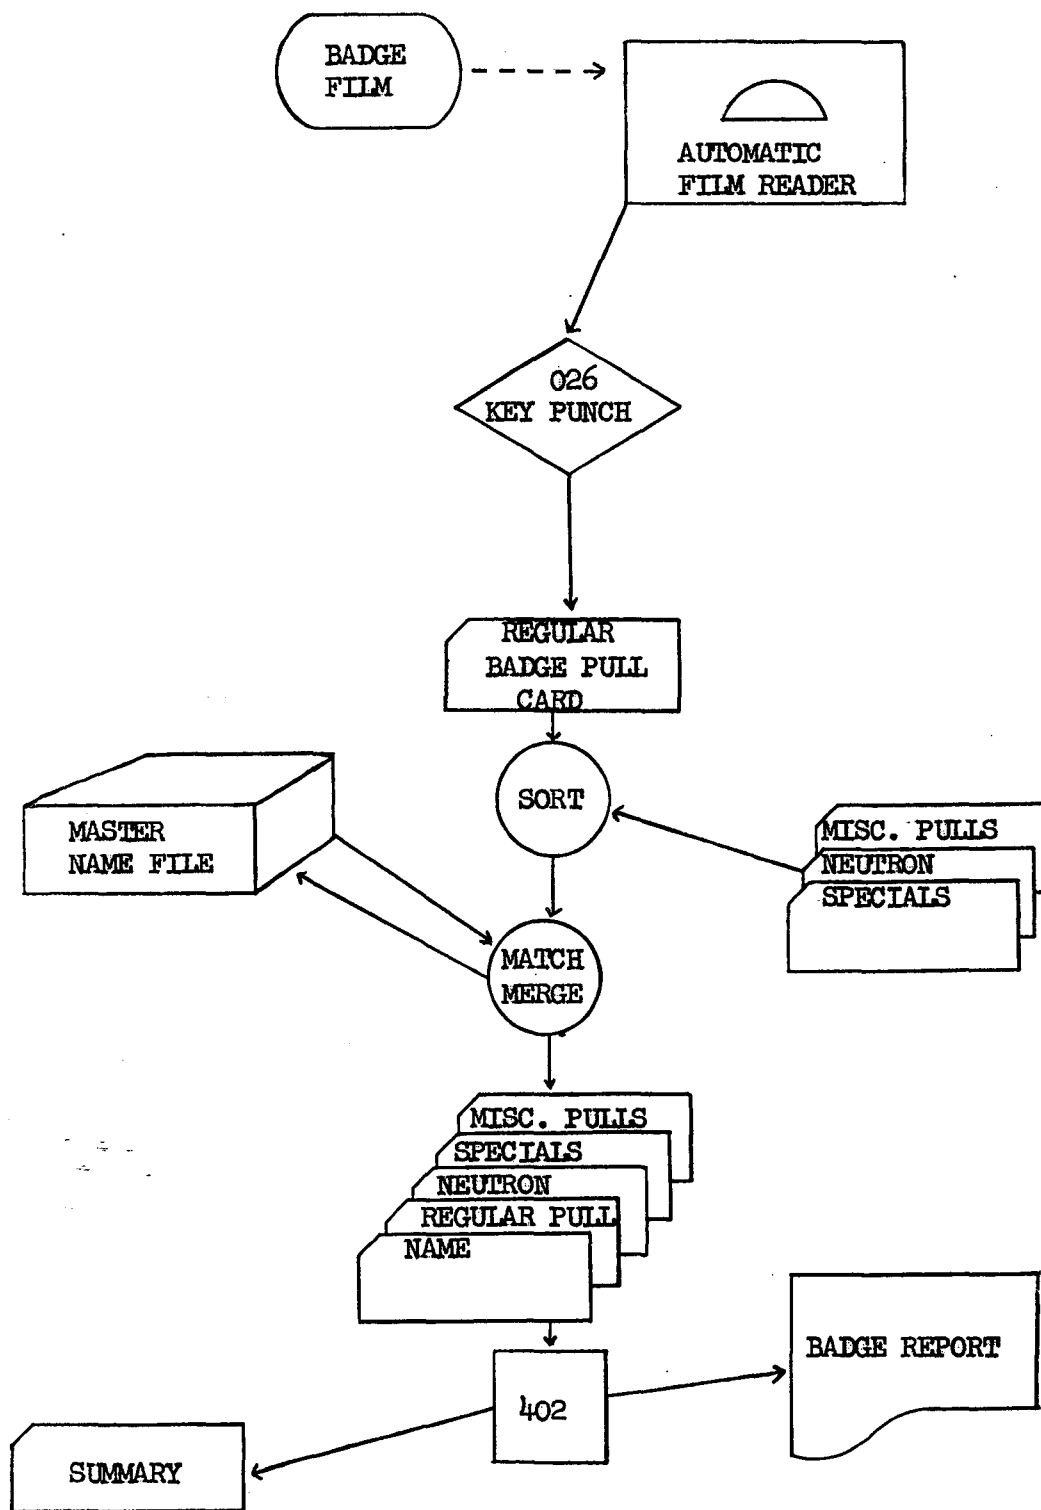 BADGE
FILM
AUTOMATIC
FILM READER
026
KEY PUNCH
REGULAR
BADGE PULL
CARD
SORT
MASTER
NAME FILE
MISC. PULLS
NEUTRON
SPECIALS
MATCH
MERGE
MISC. PULLS
SPECIALS
NEUTRON
REGULAR PULL
NAME
BADGE REPORT
402
SUMMARY